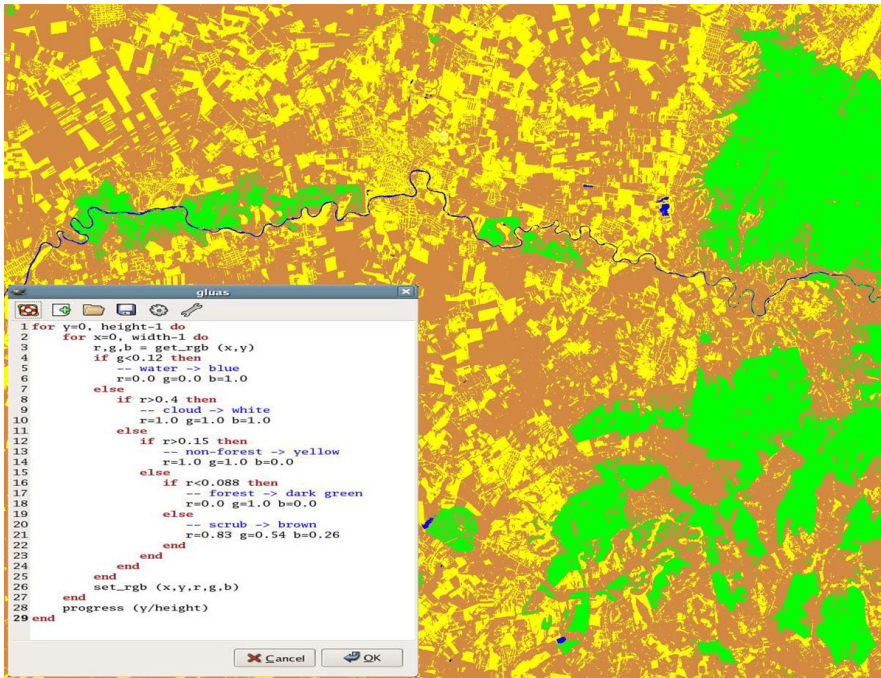 gluas
1 for y=0, height-1 do
2 for x=0, width-1 do
3 r,g,b = get_rgb (x,y)
4 if g<0.12 then
5 -- water -> blue
6 r=0.0 g=0.0 b=1.0
7 else
8 if r>0.4 then
9 -- cloud -> white
10 r=1.0 g=1.0 b=1.0
11 else
12 if r>0.15 then
13 -- non-forest -> yellow
14 r=1.0 g=1.0 b=0.0
15 else
16 if r<0.088 then
17 -- forest -> dark green
18 r=0.0 g=1.0 b=0.0
19 else
20 -- scrub -> brown
21 r=0.83 g=0.54 b=0.26
22 end
23 end
24 end
25 end
26 set_rgb (x,y,r,g,b)
27 end
28 progress (y/height)
29 end
Cancel OK